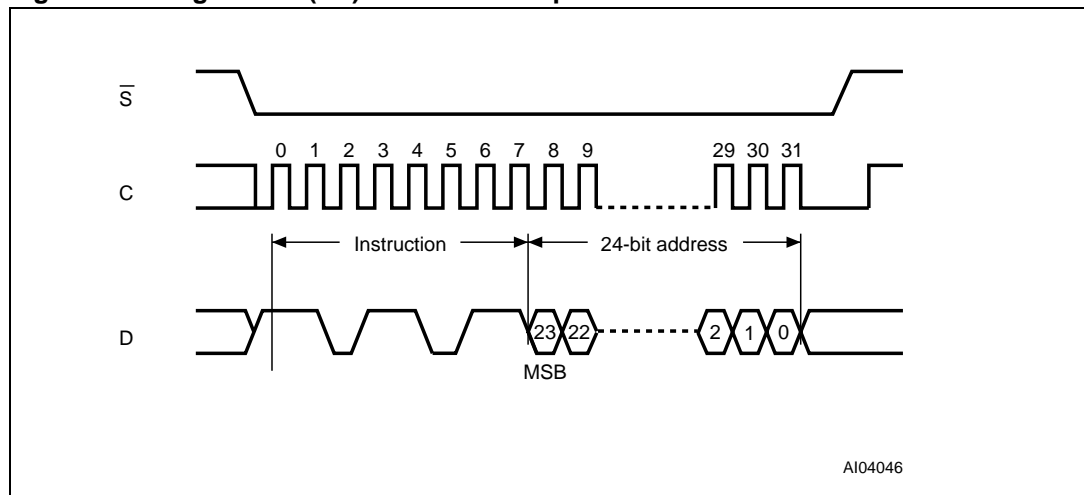 S
0 1 2 3 4 5 6 7 8 9 29 30 31
C
Instruction 24-bit address
D 23 22 2 1 0
MSB
AI04046